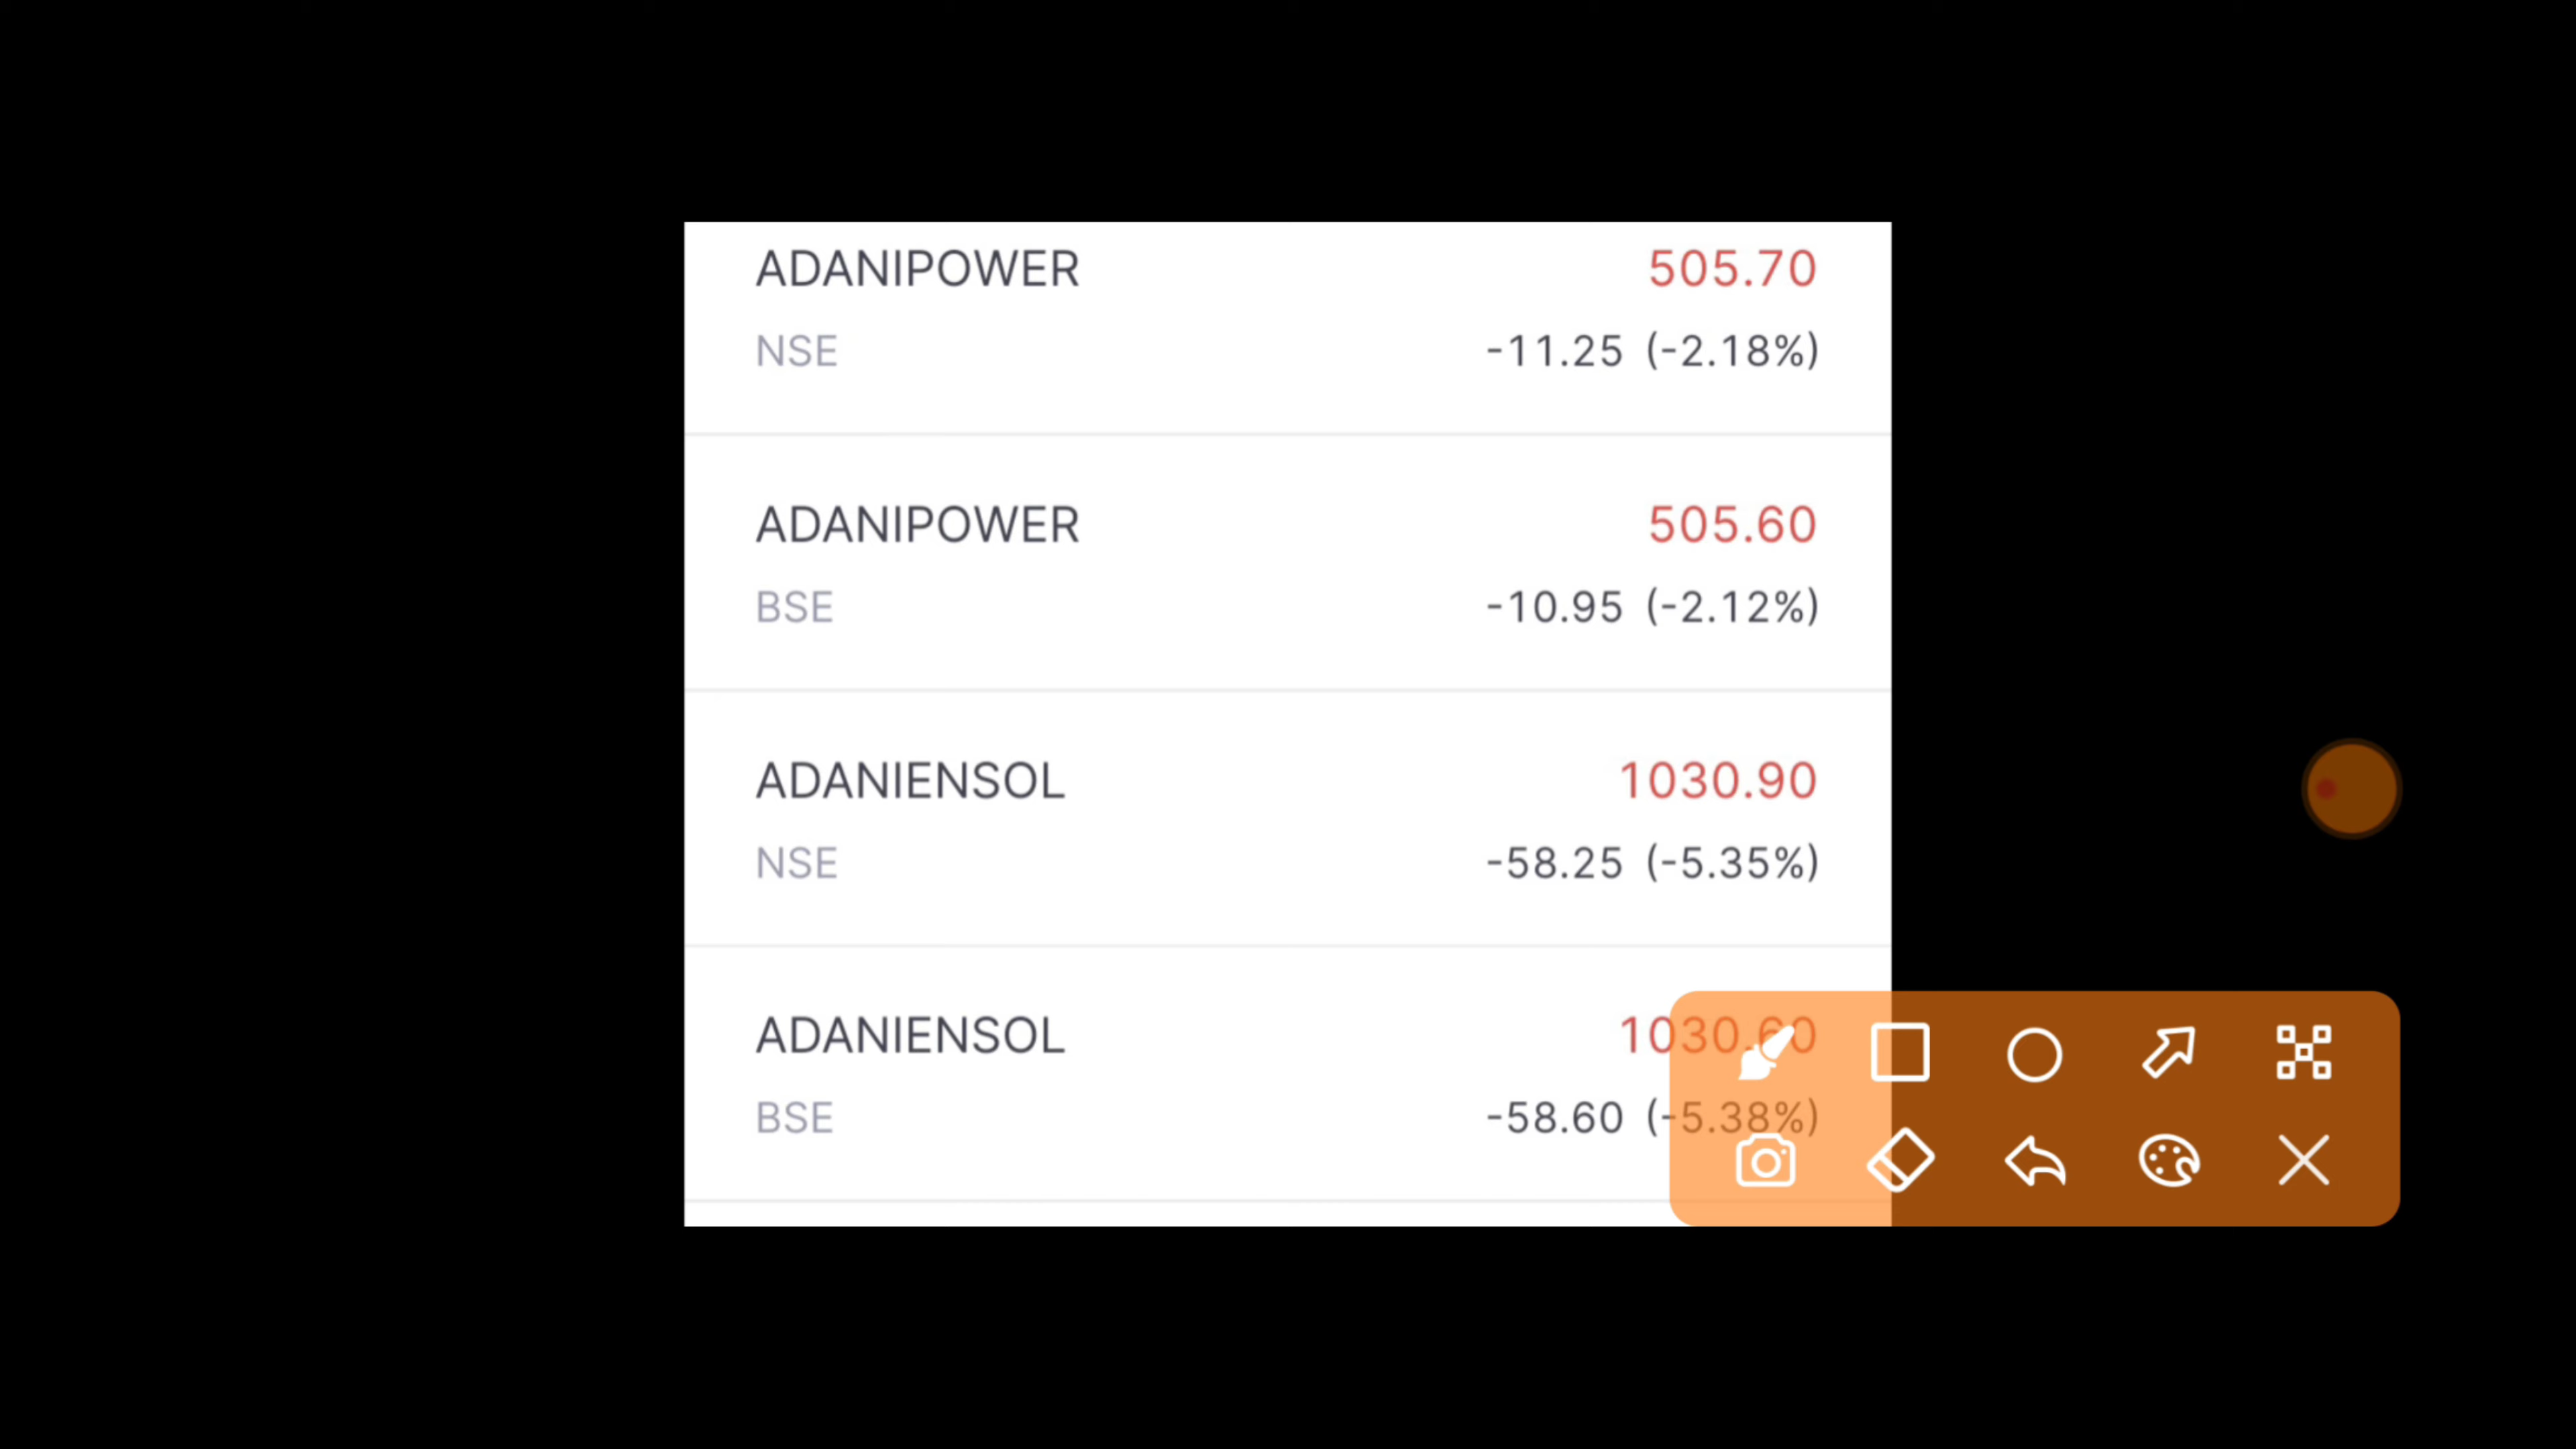 ADANIPOWER 505.70
NSE -11.25 (-2.18%)
ADANIPOWER 505.60
BSE -10.95 (-2.12%)
ADANIENSOL 1030.90
NSE -58.25 (-5.35%)
ADANIENSOL 1030.60
BSE -58.60 (-5.38%)